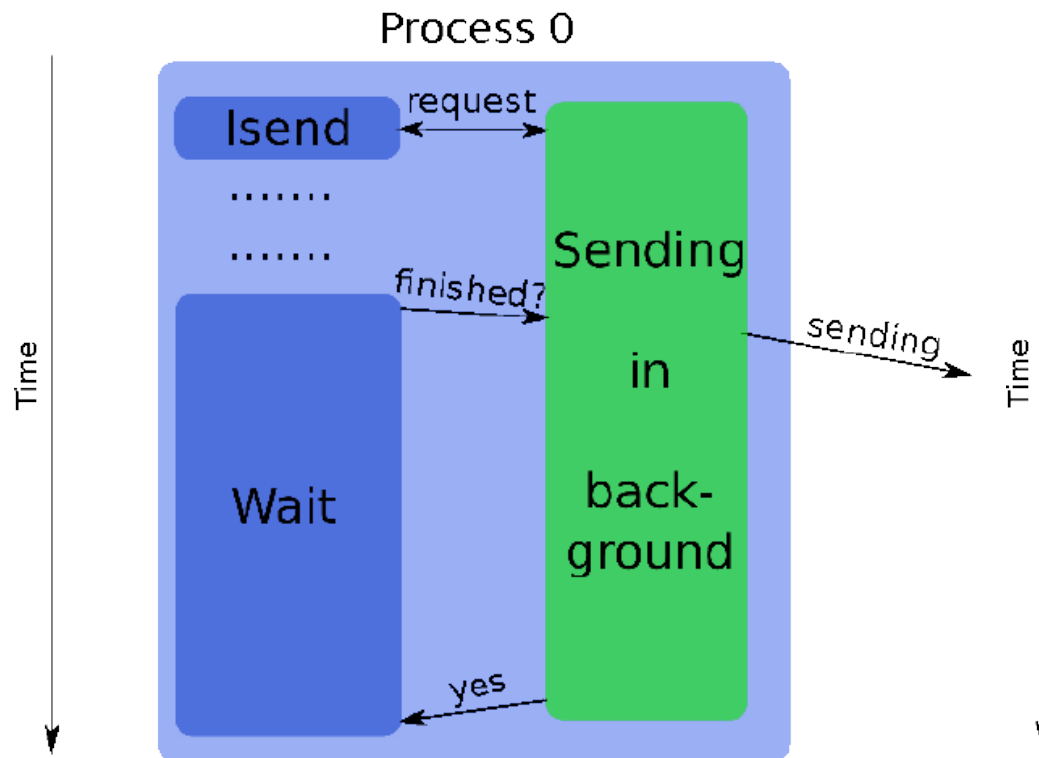 Process 0
Isend
request
.......
.......
finished?
Sending
in
back-
ground
sending
Wait
yes
Time
Time